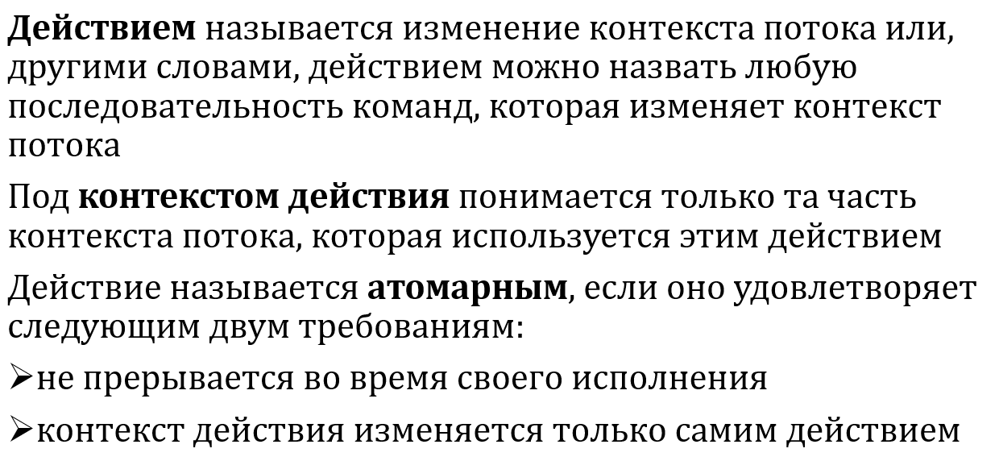 Действием называется изменение контекста потока или,
другими словами, действием можно назвать любую
последовательность команд, которая изменяет контекст
потока
Под контекстом действия понимается только та часть
контекста потока, которая используется этим действием
Действие называется атомарным, если оно удовлетворяет
следующим двум требованиям:
➢не прерывается во время своего исполнения
➢контекст действия изменяется только самим действием